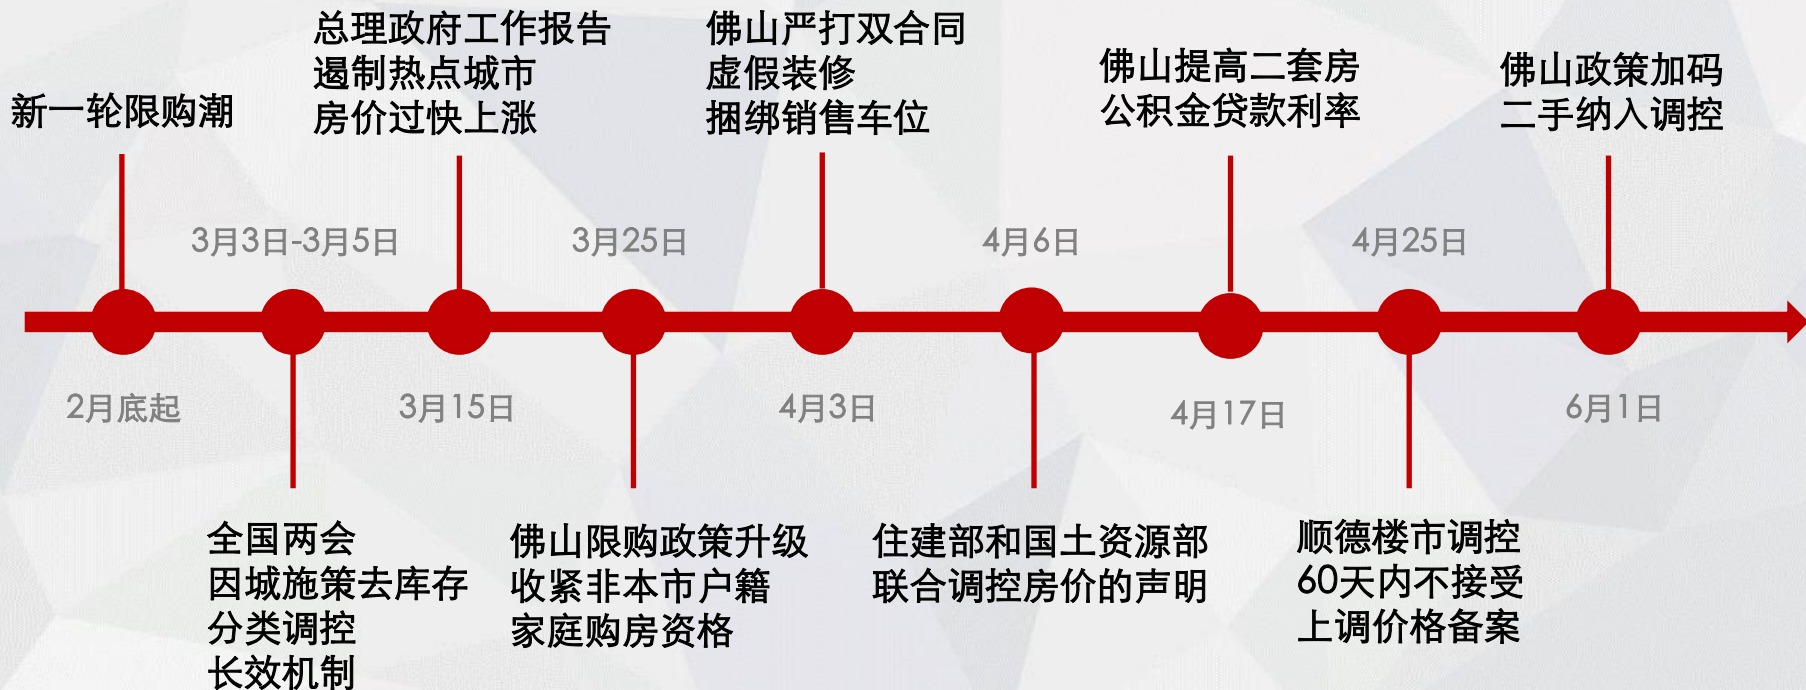 新一轮限购潮
2月底起
3月3日-3月5日
全国两会
因城施策去库存
分类调控
长效机制
总理政府工作报告
遏制热点城市
房价过快上涨
3月15日
3月25日
佛山限购政策升级
收紧非本市户籍
家庭购房资格
佛山严打双合同
虚假装修
捆绑销售车位
4月3日
4月6日
住建部和国土资源部
联合调控房价的声明
佛山提高二套房
公积金贷款利率
4月17日
4月25日
顺德楼市调控
60天内不接受
上调价格备案
佛山政策加码
二手纳入调控
6月1日